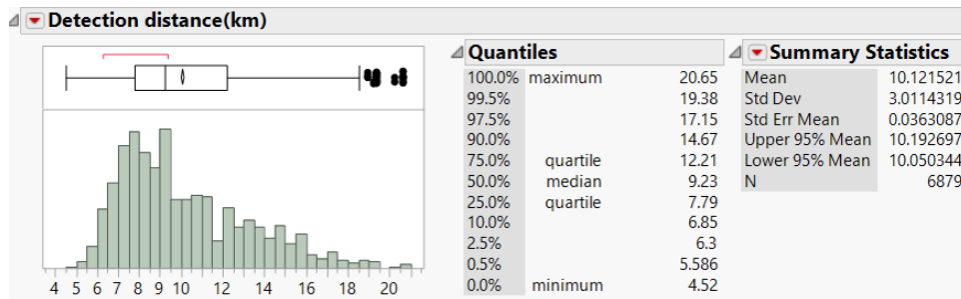 Detection distance(km)
4 5 6 7 8 9 10 12 14 16 18 20
Quantiles
100.0% maximum 20.65
99.5% 19.38
97.5% 17.15
90.0% 14.67
75.0% quartile 12.21
50.0% median 9.23
25.0% quartile 7.79
10.0% 6.85
2.5% 6.3
0.5% 5.586
0.0% minimum 4.52
Summary Statistics
Mean 10.121521
Std Dev 3.0114319
Std Err Mean 0.0363087
Upper 95% Mean 10.192697
Lower 95% Mean 10.050344
N 6879